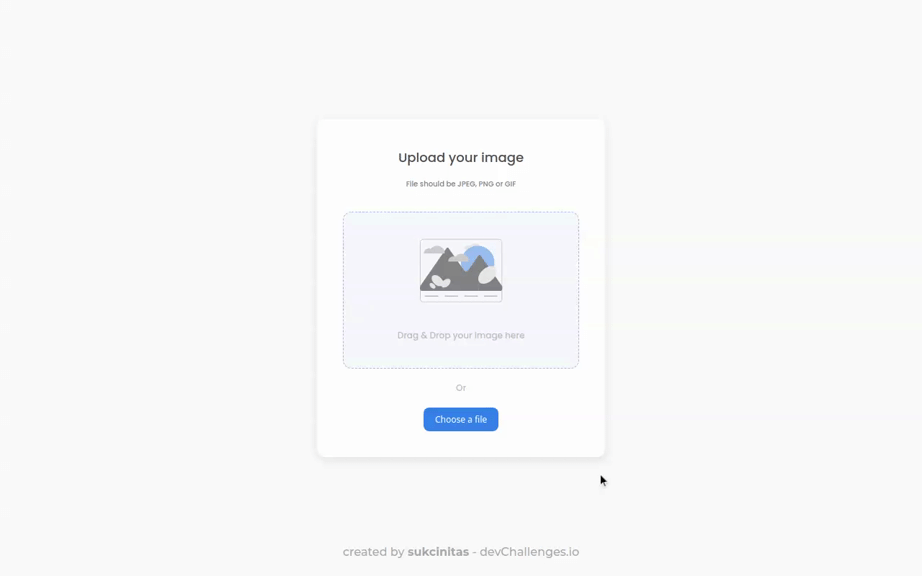 Upload your image
File should be JPEG, PNG or GIF
Drag & Drop your image here
Or
Choose a file
created by sukcinitas - devChallenges.io